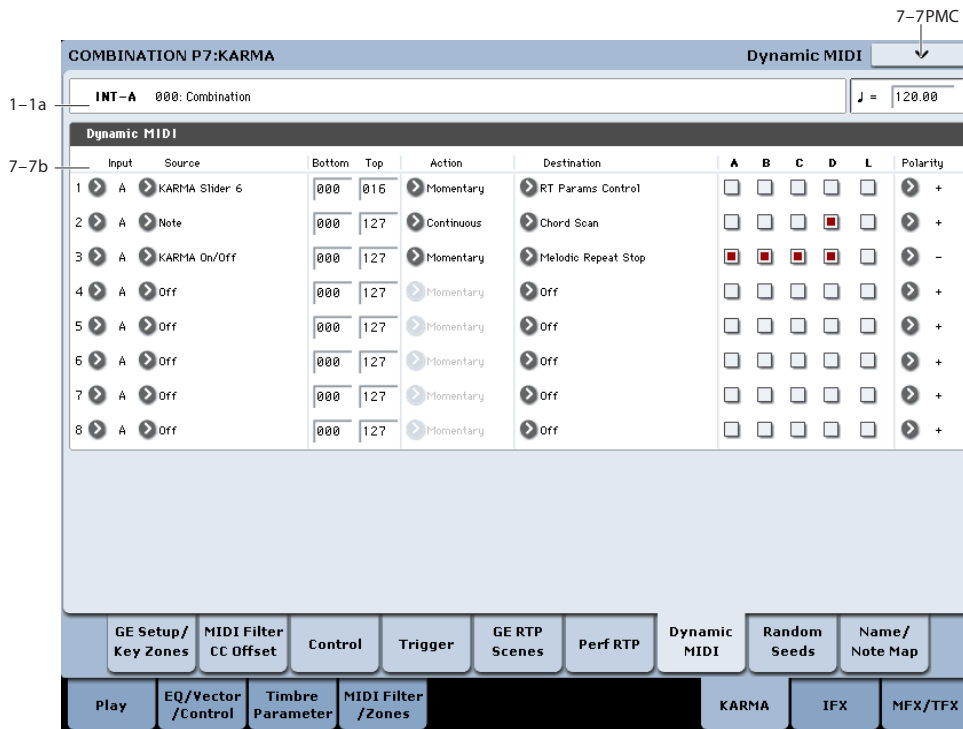 7–7PMC
COMBINATION P7:KARMA Dynamic MIDI
1–1a
INT-A 000: Combination ♩ = 120.00
Dynamic MIDI
7–7b
Input Source Bottom Top Action Destination A B C D L Polarity
1 A KARMA Slider 6 000 016 Momentary RT Params Control +
2 A Note 000 127 Continuous Chord Scan +
3 A KARMA On/Off 000 127 Momentary Melodic Repeat Stop -
4 A Off 000 127 Momentary Off +
5 A Off 000 127 Momentary Off +
6 A Off 000 127 Momentary Off +
7 A Off 000 127 Momentary Off +
8 A Off 000 127 Momentary Off +
GE Setup/ MIDI Filter Control Trigger GE RTP Perf RTP Dynamic Random Name/
Key Zones CC Offset Scenes MIDI Seeds Note Map
Play EQ/Vector Timbre MIDI Filter KARMA IFX MFX/TFX
/Control Parameter /Zones